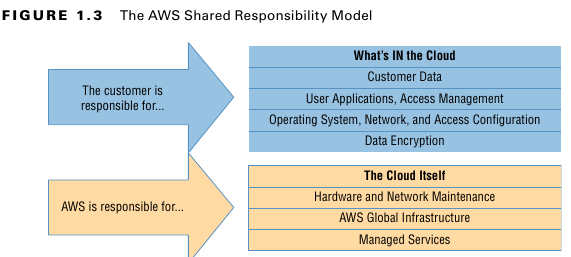 FIGURE 1.3 The AWS Shared Responsibility Model
The customer is
responsible for...
What's IN the Cloud
Customer Data
User Applications, Access Management
Operating System, Network, and Access Configuration
Data Encryption
AWS is responsible for...
The Cloud Itself
Hardware and Network Maintenance
AWS Global Infrastructure
Managed Services